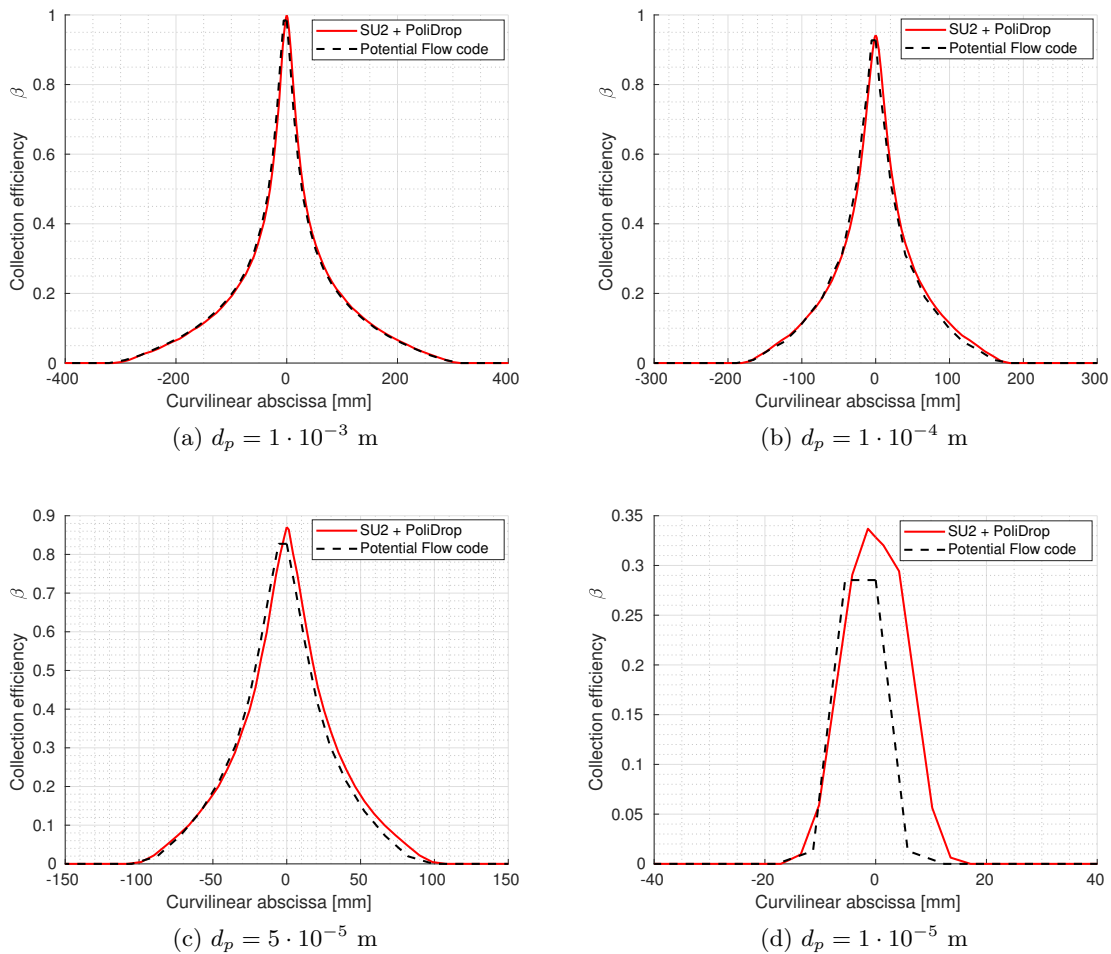 1
0.8
0.6
0.4
0.2
0
Collection efficiency β
-400 -200 0 200 400
Curvilinear abscissa [mm]
SU2 + PoliDrop
Potential Flow code
(a) d_p = 1 · 10^{-3} m
1
0.8
0.6
0.4
0.2
0
Collection efficiency β
-300 -200 -100 0 100 200 300
Curvilinear abscissa [mm]
SU2 + PoliDrop
Potential Flow code
(b) d_p = 1 · 10^{-4} m
0.9
0.8
0.7
0.6
0.5
0.4
0.3
0.2
0.1
0
Collection efficiency β
-150 -100 -50 0 50 100 150
Curvilinear abscissa [mm]
SU2 + PoliDrop
Potential Flow code
(c) d_p = 5 · 10^{-5} m
0.35
0.3
0.25
0.2
0.15
0.1
0.05
0
Collection efficiency β
-40 -20 0 20 40
Curvilinear abscissa [mm]
SU2 + PoliDrop
Potential Flow code
(d) d_p = 1 · 10^{-5} m